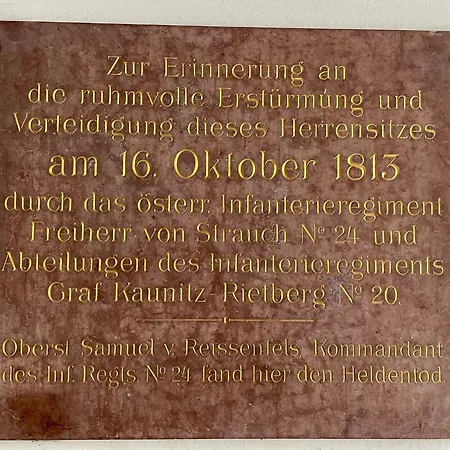 Zur Erinnerung an
die ruhmvolle Erstürmung und
Verteidigung dieses Herrensitzes
am 16. Oktober 1813
durch das österr. Infanterieregiment
Freiherr von Strauch No 24 und
Abteilungen des Infanterieregiments
Graf Kaunitz-Rietberg No 20.
Oberst Samuel v. Reissenfels, Kommandant
des Inf. Regts. No 24 fand hier den Heldentod